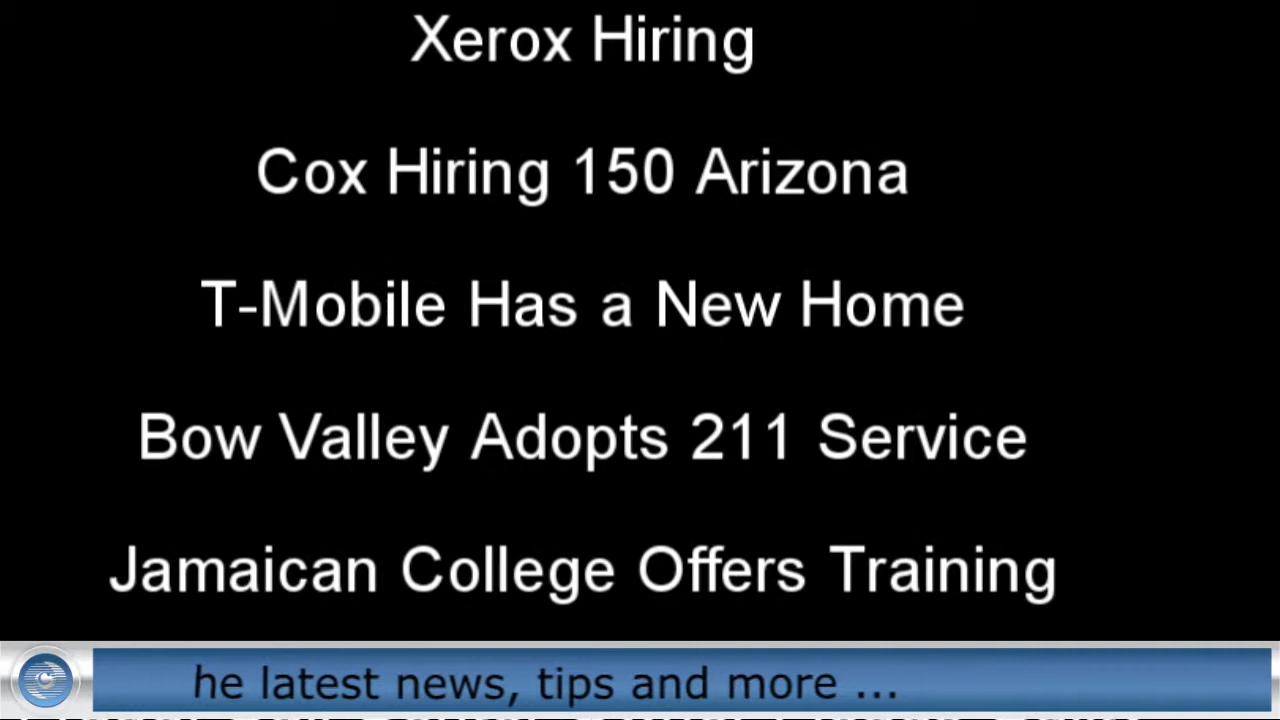 Xerox Hiring
Cox Hiring 150 Arizona
T-Mobile Has a New Home
Bow Valley Adopts 211 Service
Jamaican College Offers Training
he latest news, tips and more ...